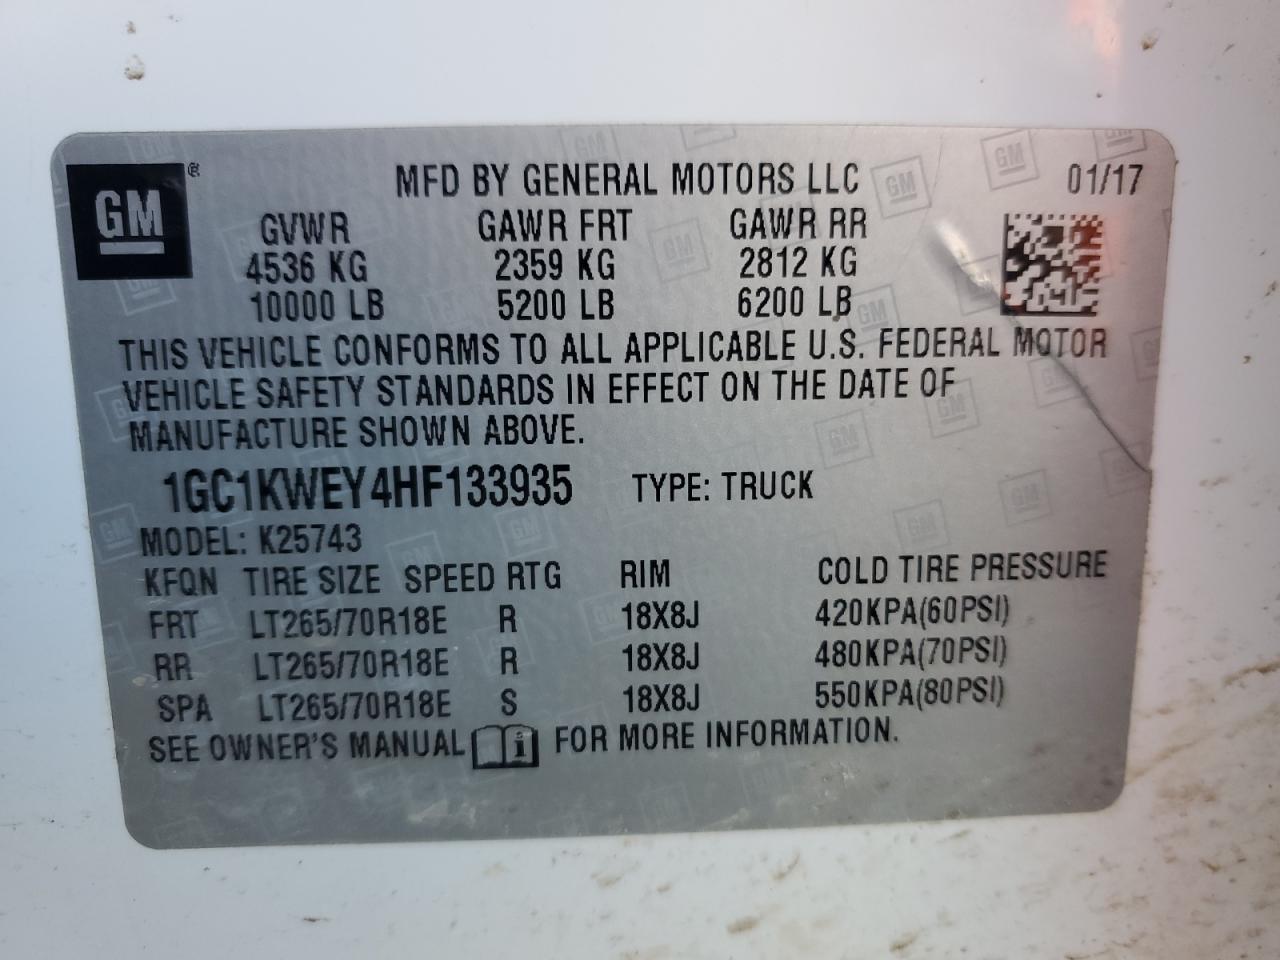 GM ®
MFD BY GENERAL MOTORS LLC 01/17
GVWR GAWR FRT GAWR RR
4536 KG 2359 KG 2812 KG
10000 LB 5200 LB 6200 LB
THIS VEHICLE CONFORMS TO ALL APPLICABLE U.S. FEDERAL MOTOR
VEHICLE SAFETY STANDARDS IN EFFECT ON THE DATE OF
MANUFACTURE SHOWN ABOVE.
1GC1KWEY4HF133935 TYPE: TRUCK
MODEL: K25743
KFQN TIRE SIZE SPEED RTG RIM COLD TIRE PRESSURE
FRT LT265/70R18E R 18X8J 420KPA(60PSI)
RR LT265/70R18E R 18X8J 480KPA(70PSI)
SPA LT265/70R18E S 18X8J 550KPA(80PSI)
SEE OWNER'S MANUAL i FOR MORE INFORMATION.